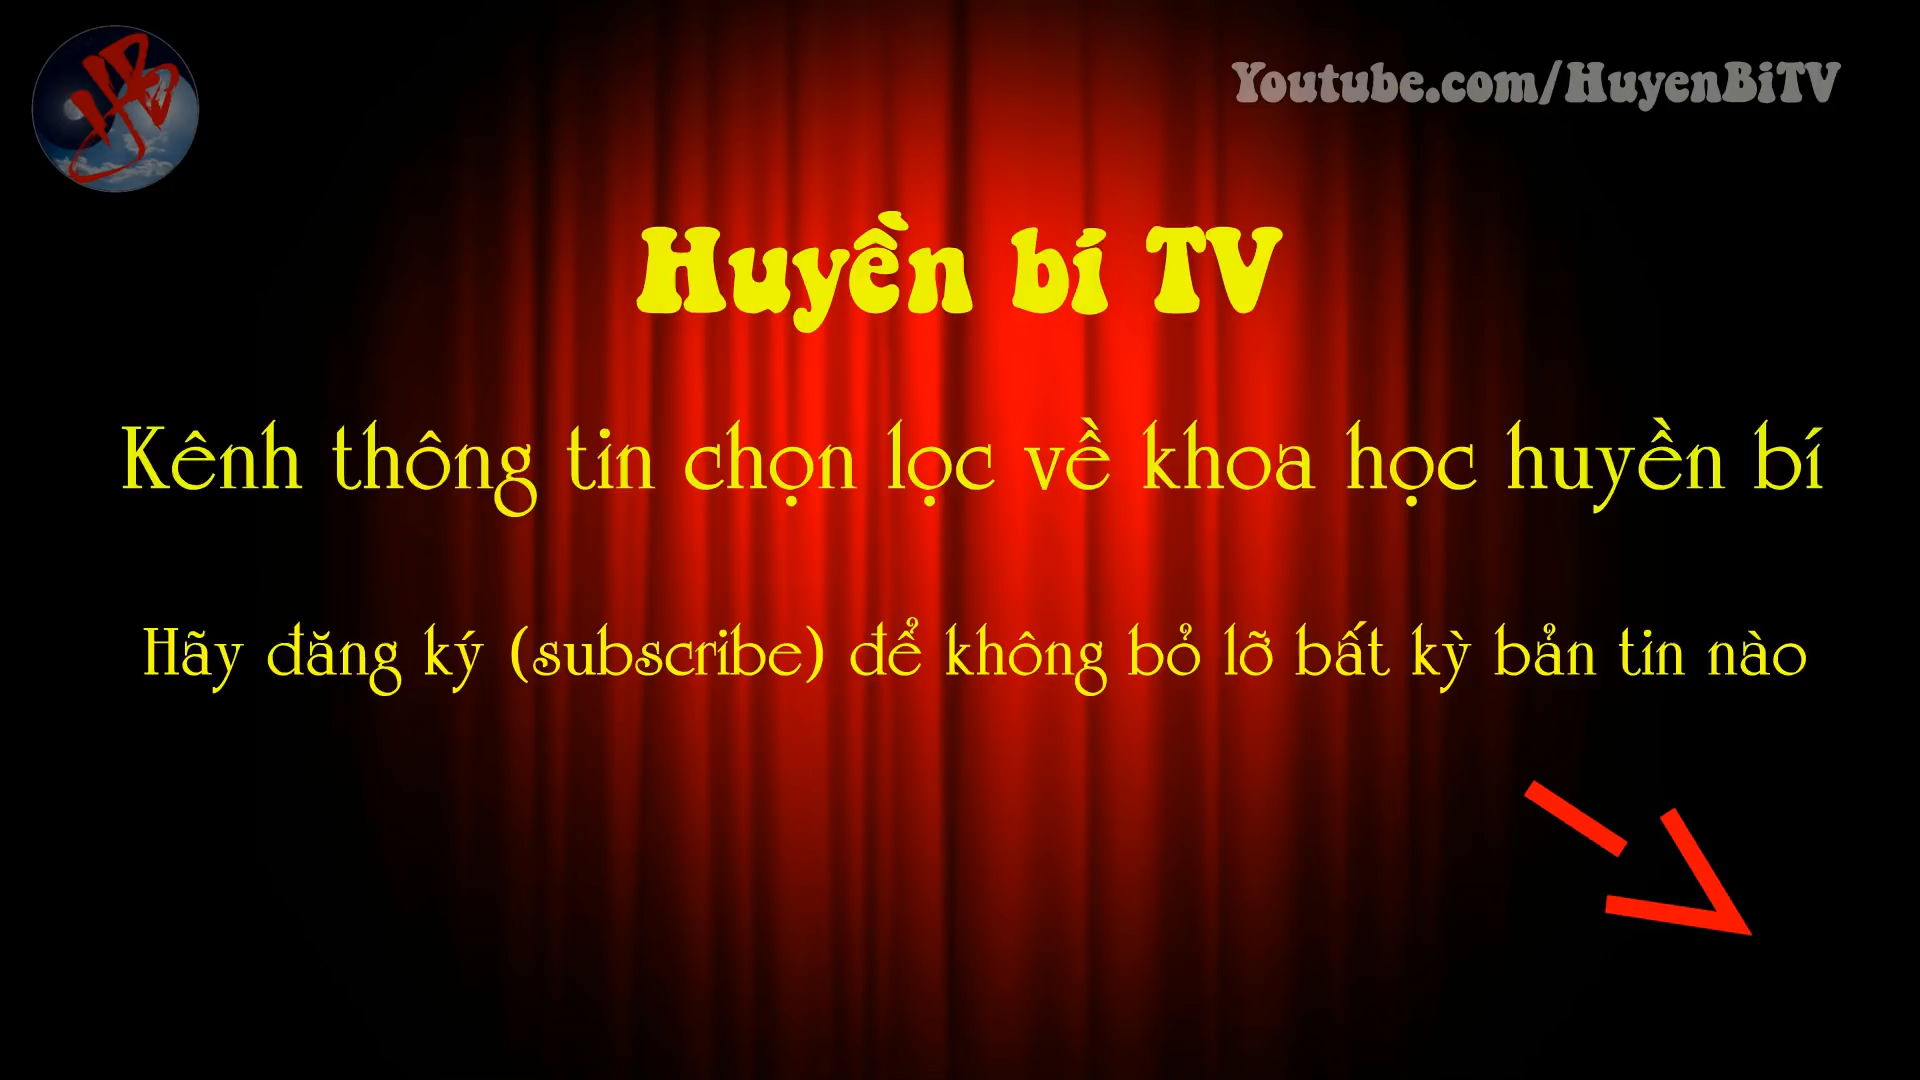 Youtube.com/HuyenBiTV
Huyền bí TV
Kênh thông tin chọn lọc về khoa học huyền bí
Hãy đăng ký (subscribe) để không bỏ lỡ bất kỳ bản tin nào